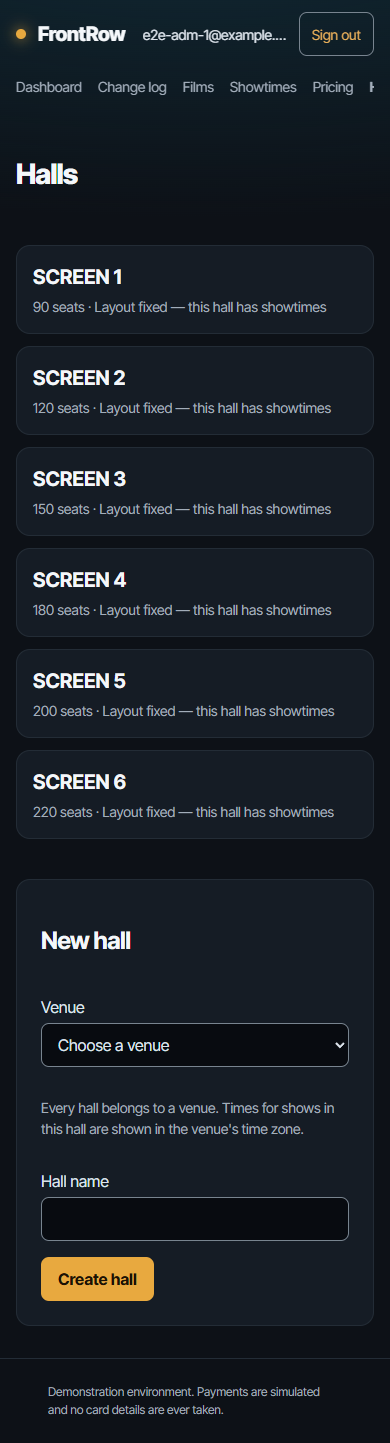 FrontRow
e2e-adm-1@example....
Sign out
Dashboard Change log Films Showtimes Pricing
Halls
SCREEN 1
90 seats · Layout fixed — this hall has showtimes
SCREEN 2
120 seats · Layout fixed — this hall has showtimes
SCREEN 3
150 seats · Layout fixed — this hall has showtimes
SCREEN 4
180 seats · Layout fixed — this hall has showtimes
SCREEN 5
200 seats · Layout fixed — this hall has showtimes
SCREEN 6
220 seats · Layout fixed — this hall has showtimes
New hall
Venue
Choose a venue
Every hall belongs to a venue. Times for shows in
this hall are shown in the venue's time zone.
Hall name
Create hall
Demonstration environment. Payments are simulated
and no card details are ever taken.